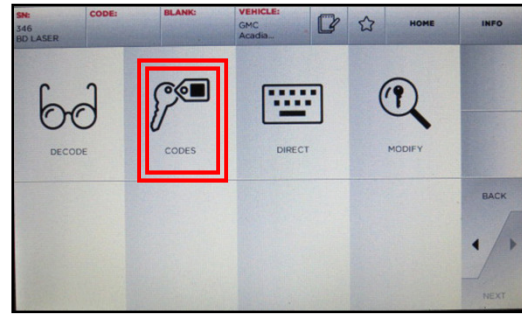 SN:
346
BD LASER
CODE:
BLANK:
VEHICLE:
GMC
Acadia...
HOME
INFO
DECODE
CODES
DIRECT
MODIFY
BACK
NEXT